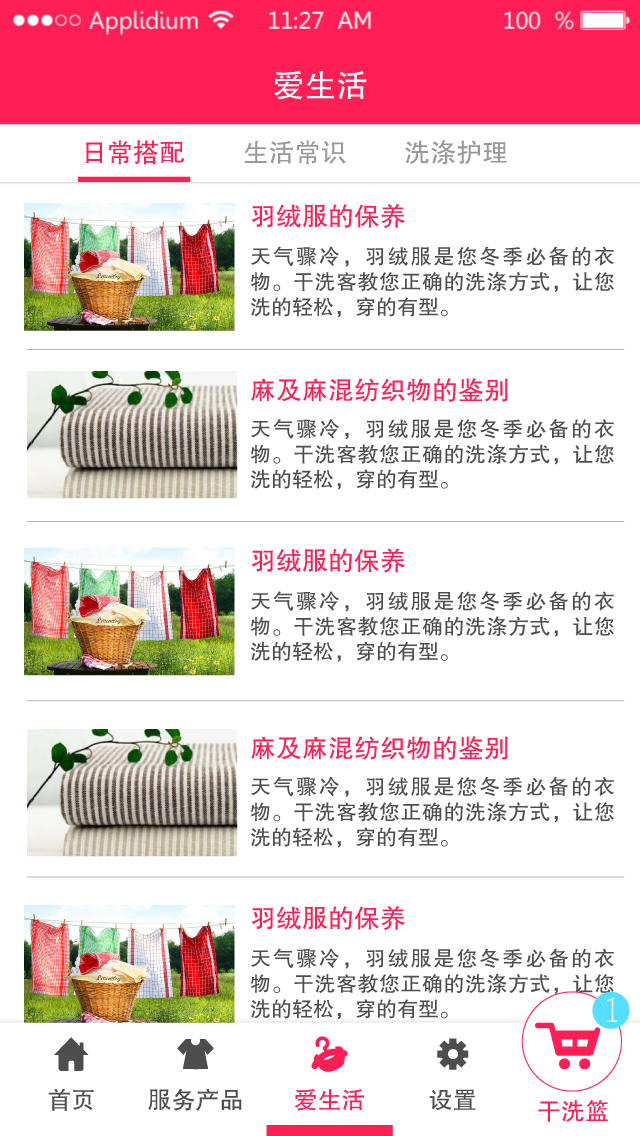 Applidium 11:27 AM 100 %
爱生活
日常搭配 生活常识 洗涤护理
羽绒服的保养
天气骤冷，羽绒服是您冬季必备的衣
物。干洗客教您正确的洗涤方式，让您
洗的轻松，穿的有型。
麻及麻混纺织物的鉴别
天气骤冷，羽绒服是您冬季必备的衣
物。干洗客教您正确的洗涤方式，让您
洗的轻松，穿的有型。
羽绒服的保养
天气骤冷，羽绒服是您冬季必备的衣
物。干洗客教您正确的洗涤方式，让您
洗的轻松，穿的有型。
麻及麻混纺织物的鉴别
天气骤冷，羽绒服是您冬季必备的衣
物。干洗客教您正确的洗涤方式，让您
洗的轻松，穿的有型。
羽绒服的保养
天气骤冷，羽绒服是您冬季必备的衣
物。干洗客教您正确的洗涤方式，让您
洗的轻松，穿的有型。
1
首页 服务产品 爱生活 设置 干洗篮